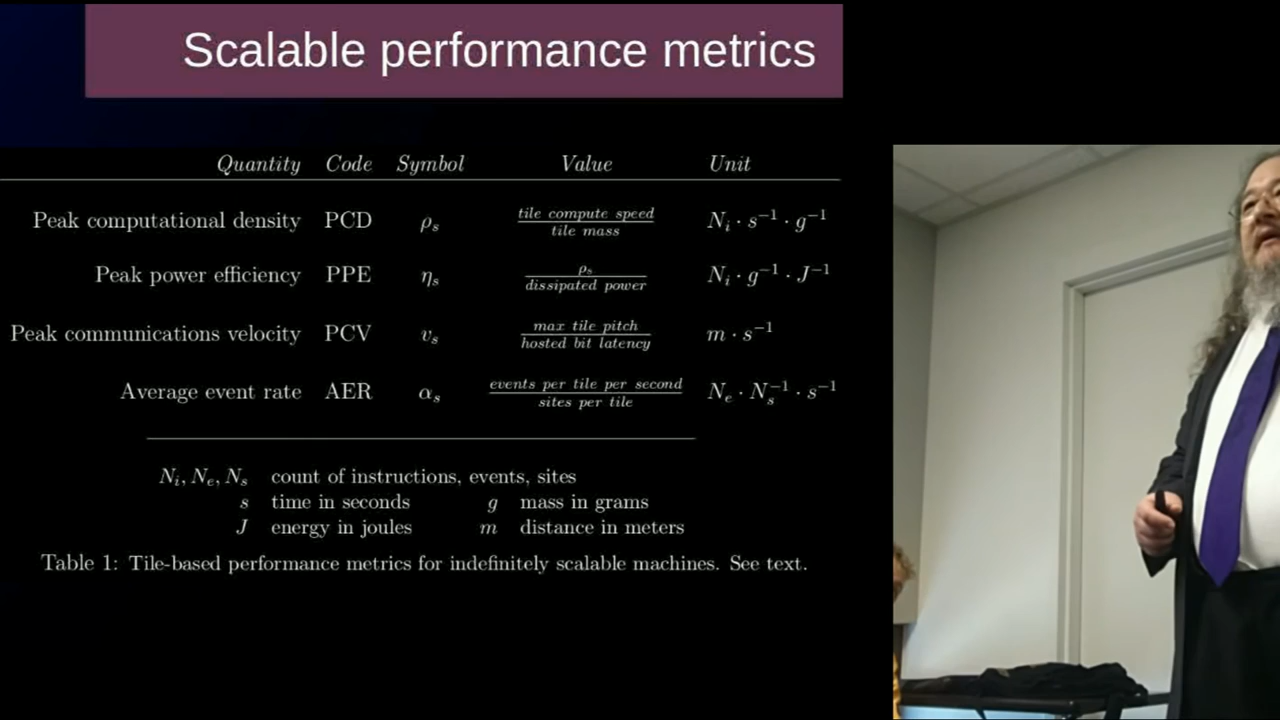 Scalable performance metrics
Quantity Code Symbol Value Unit
Peak computational density PCD ρₛ tile compute speed / tile mass Nᵢ · s⁻¹ · g⁻¹
Peak power efficiency PPE ηₛ ρₛ / dissipated power Nᵢ · g⁻¹ · J⁻¹
Peak communications velocity PCV vₛ max tile pitch / hosted bit latency m · s⁻¹
Average event rate AER αₛ events per tile per second / sites per tile Nₑ · Nₛ⁻¹ · s⁻¹
Nᵢ, Nₑ, Nₛ count of instructions, events, sites
s time in seconds g mass in grams
J energy in joules m distance in meters
Table 1: Tile-based performance metrics for indefinitely scalable machines. See text.